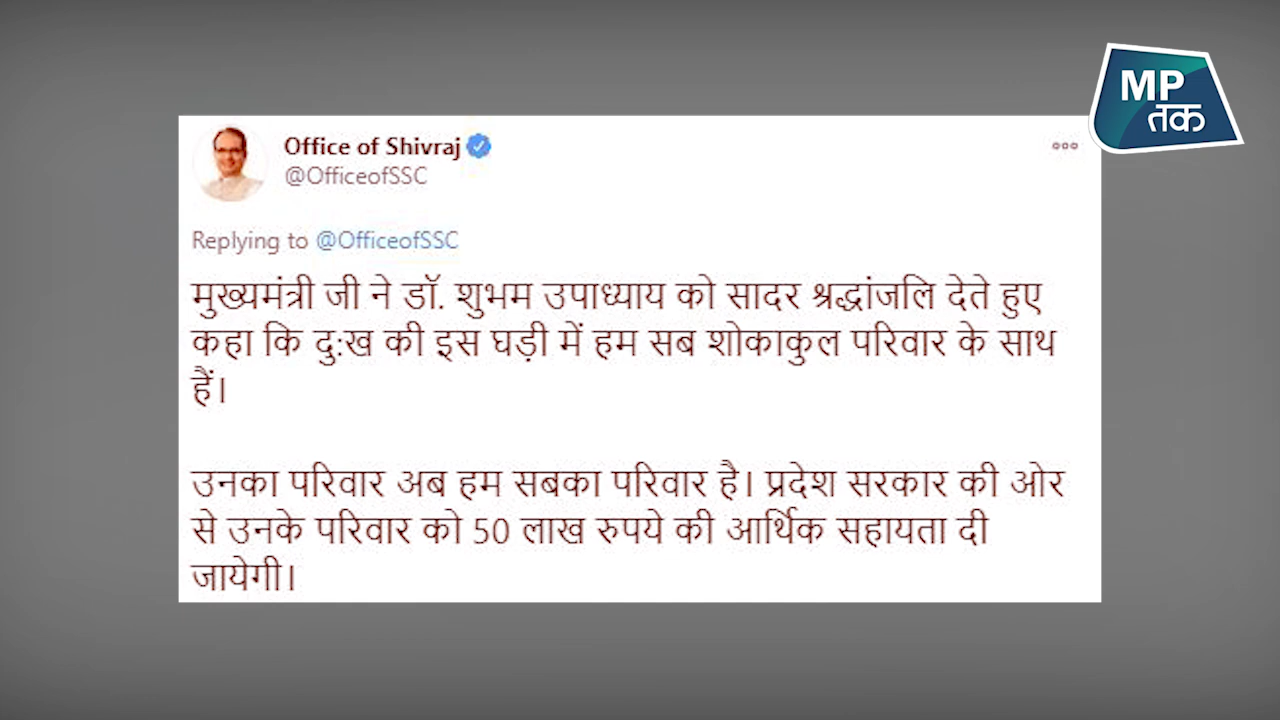 MP
तक
Office of Shivraj
@OfficeofSSC
Replying to @OfficeofSSC
मुख्यमंत्री जी ने डॉ. शुभम उपाध्याय को सादर श्रद्धांजलि देते हुए
कहा कि दु:ख की इस घड़ी में हम सब शोकाकुल परिवार के साथ
हैं।
उनका परिवार अब हम सबका परिवार है। प्रदेश सरकार की ओर
से उनके परिवार को 50 लाख रुपये की आर्थिक सहायता दी
जायेगी।